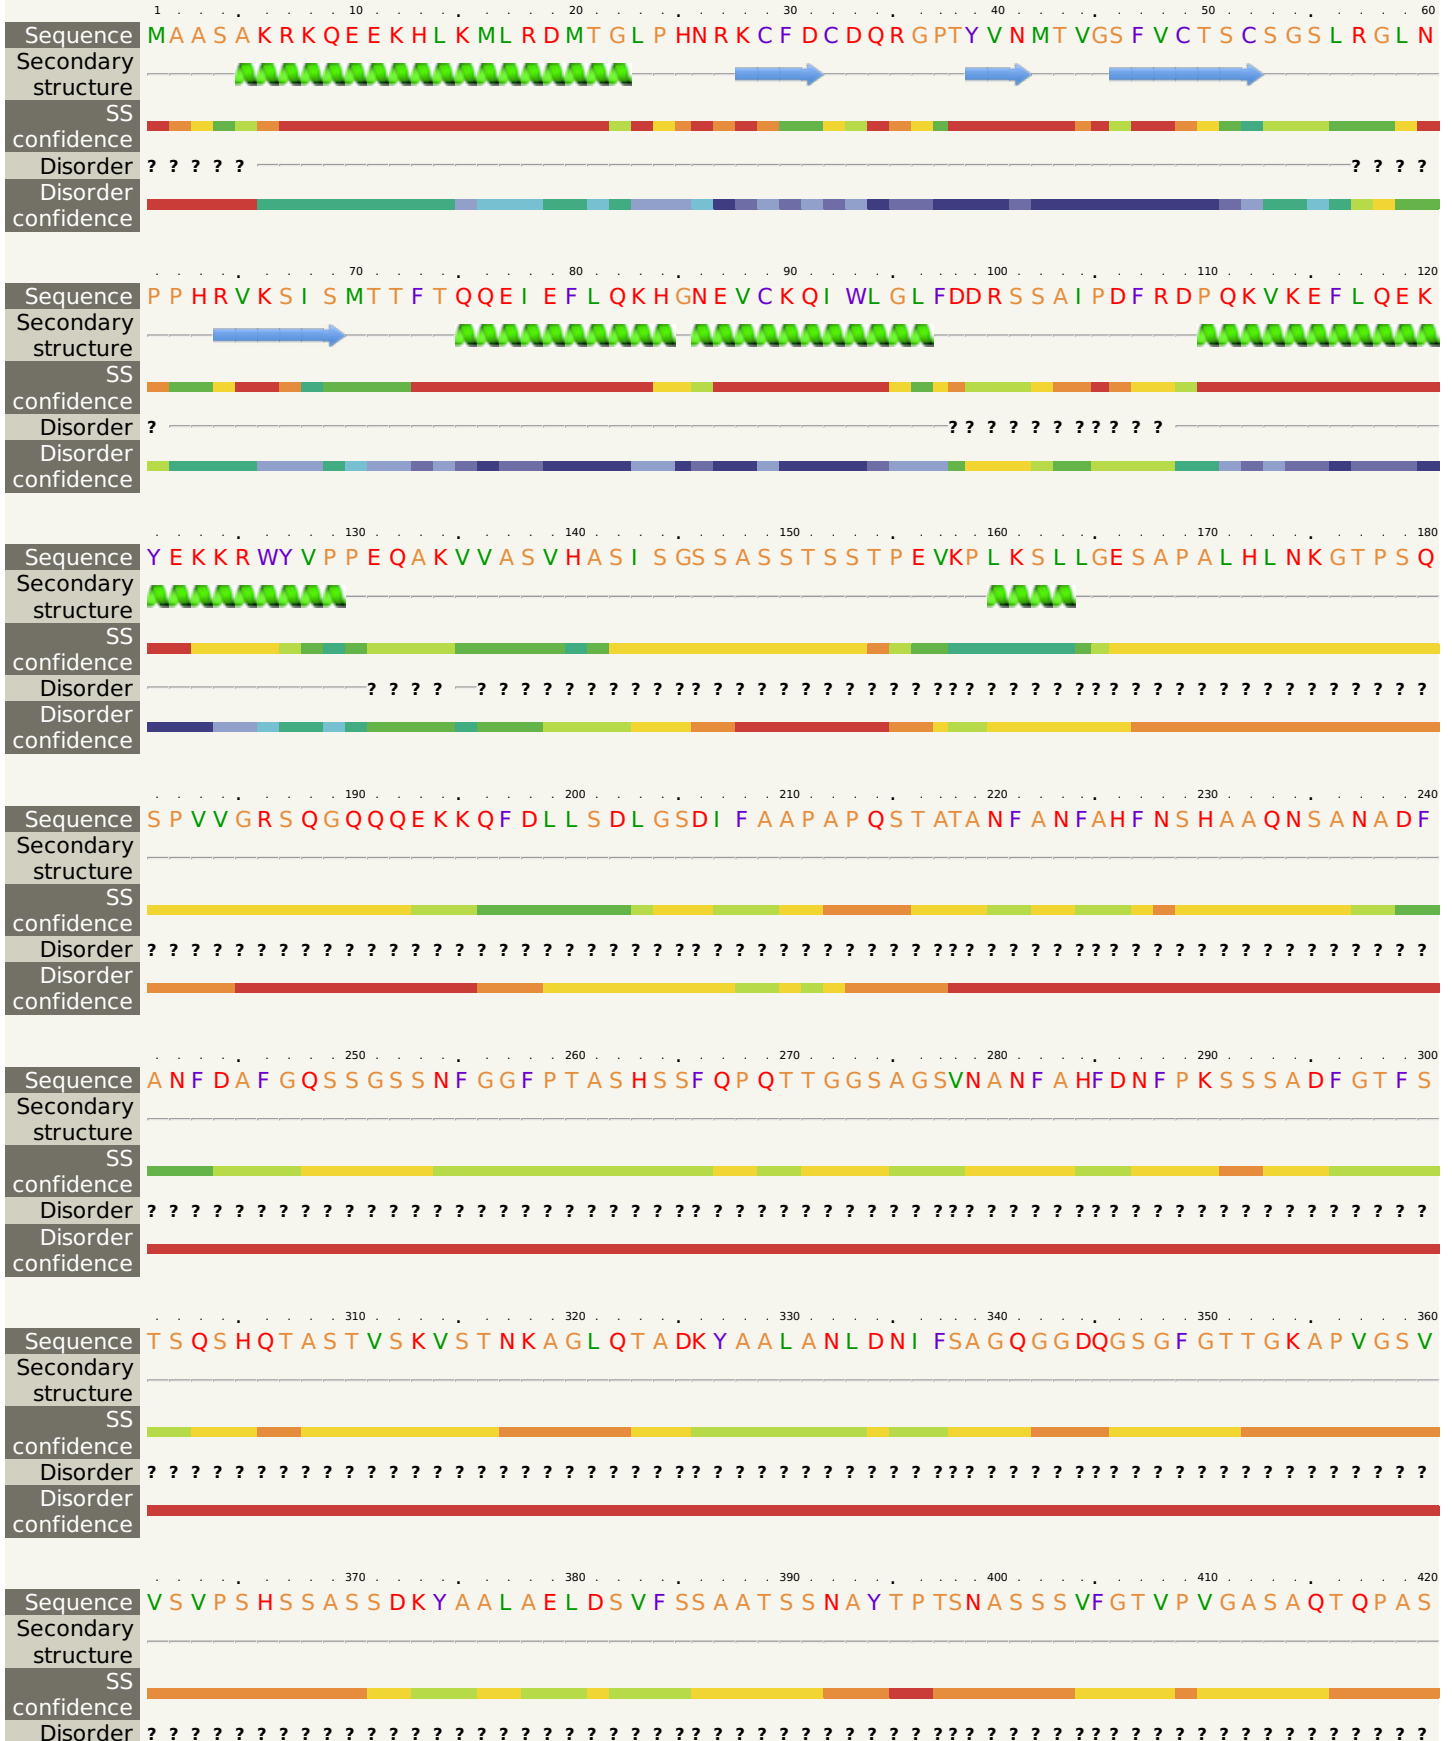 1 10 20 30 40 50 60
Sequence MAASAKRKQEEKHLKMLRDMTGLPHNRKCFDCDQRGPTYVNMTVGSFVCTSCSGSLRGLN
Secondary
structure
SS
confidence
Disorder ? ? ? ? ? ? ? ? ?
Disorder
confidence
70 80 90 100 110 120
Sequence PPHRVKSISMTTFTQQEIEFLQKHGNEVCKQIWLGLFDDRSSAIPDFRDPQKVKEFLQEK
Secondary
structure
SS
confidence
Disorder ? ? ? ? ? ? ? ? ? ? ?
Disorder
confidence
130 140 150 160 170 180
Sequence YEKKRWYVPPEQAKVVASVHASISGSSASSTSSTPEVKPLKSLLGESAPALHLNKGTPSQ
Secondary
structure
SS
confidence
Disorder ? ? ? ? ? ? ? ? ? ? ? ? ? ? ? ? ? ? ? ? ? ? ? ? ? ? ? ? ? ? ? ? ? ? ? ? ? ? ? ? ? ? ? ? ? ? ? ? ?
Disorder
confidence
190 200 210 220 230 240
Sequence SPVVGRSQGQQQEKKQFDLLSDLGSDIFAAPAPQSTATANFANFAHFNSHAAQNSANADF
Secondary
structure
SS
confidence
Disorder ? ? ? ? ? ? ? ? ? ? ? ? ? ? ? ? ? ? ? ? ? ? ? ? ? ? ? ? ? ? ? ? ? ? ? ? ? ? ? ? ? ? ? ? ? ? ? ? ? ? ? ? ? ? ? ? ? ? ? ?
Disorder
confidence
250 260 270 280 290 300
Sequence ANFDAFGQSSGSSNFGGFPTASHSSFQPQTTGGSAGSVNANFAHFDNFPKSSSADFGTFS
Secondary
structure
SS
confidence
Disorder ? ? ? ? ? ? ? ? ? ? ? ? ? ? ? ? ? ? ? ? ? ? ? ? ? ? ? ? ? ? ? ? ? ? ? ? ? ? ? ? ? ? ? ? ? ? ? ? ? ? ? ? ? ? ? ? ? ? ? ?
Disorder
confidence
310 320 330 340 350 360
Sequence TSQSHQTASTVSKVSTNKAGLQTADKYAALANLDNIFSAGQGGDQGSGFGTTGKAPVGSV
Secondary
structure
SS
confidence
Disorder ? ? ? ? ? ? ? ? ? ? ? ? ? ? ? ? ? ? ? ? ? ? ? ? ? ? ? ? ? ? ? ? ? ? ? ? ? ? ? ? ? ? ? ? ? ? ? ? ? ? ? ? ? ? ? ? ? ? ? ?
Disorder
confidence
370 380 390 400 410 420
Sequence VSVPSHSSASSDKYAALAELDSVFSSAATSSNAYTPTSNASSSVFGTVPVGASAQTQPAS
Secondary
structure
SS
confidence
Disorder ? ? ? ? ? ? ? ? ? ? ? ? ? ? ? ? ? ? ? ? ? ? ? ? ? ? ? ? ? ? ? ? ? ? ? ? ? ? ? ? ? ? ? ? ? ? ? ? ? ? ? ? ? ? ? ? ? ? ? ?